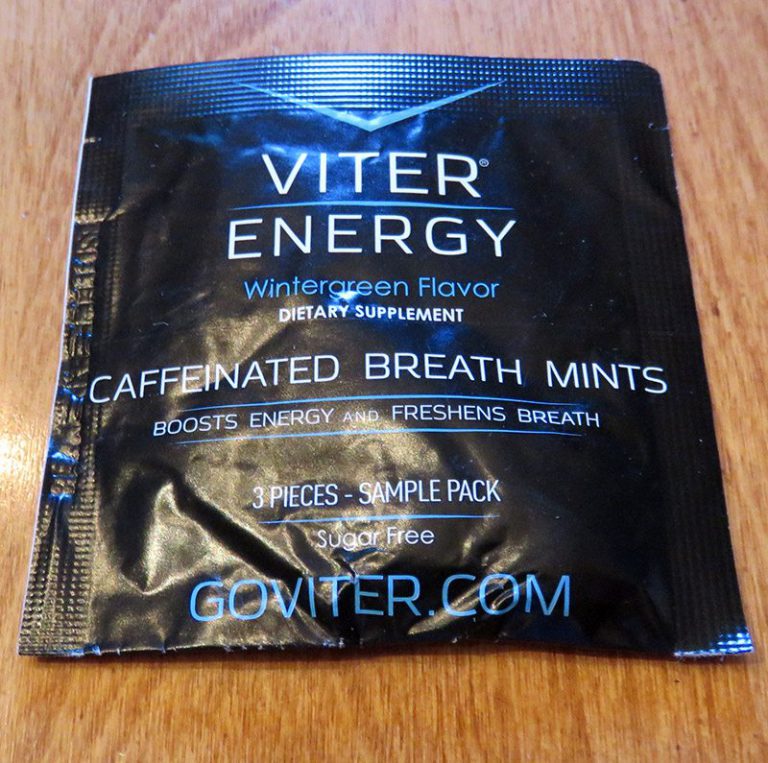 VITER®
ENERGY
Wintergreen Flavor
DIETARY SUPPLEMENT
CAFFEINATED BREATH MINTS
BOOSTS ENERGY AND FRESHENS BREATH
3 PIECES - SAMPLE PACK
Sugar Free
GOVITER.COM